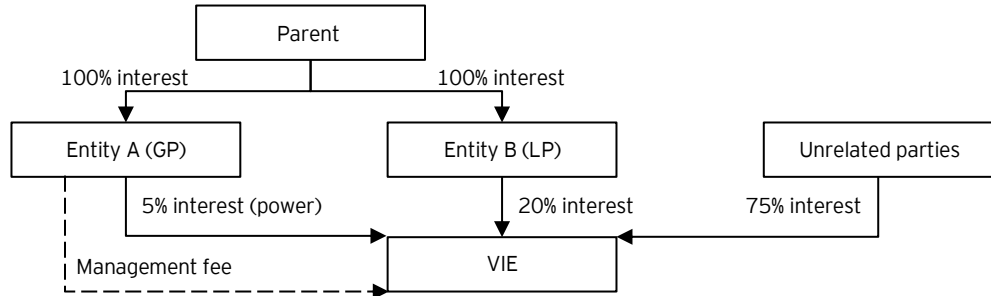 Parent
100% interest
100% interest
Entity A (GP)
Entity B (LP)
Unrelated parties
5% interest (power)
20% interest
75% interest
Management fee
VIE